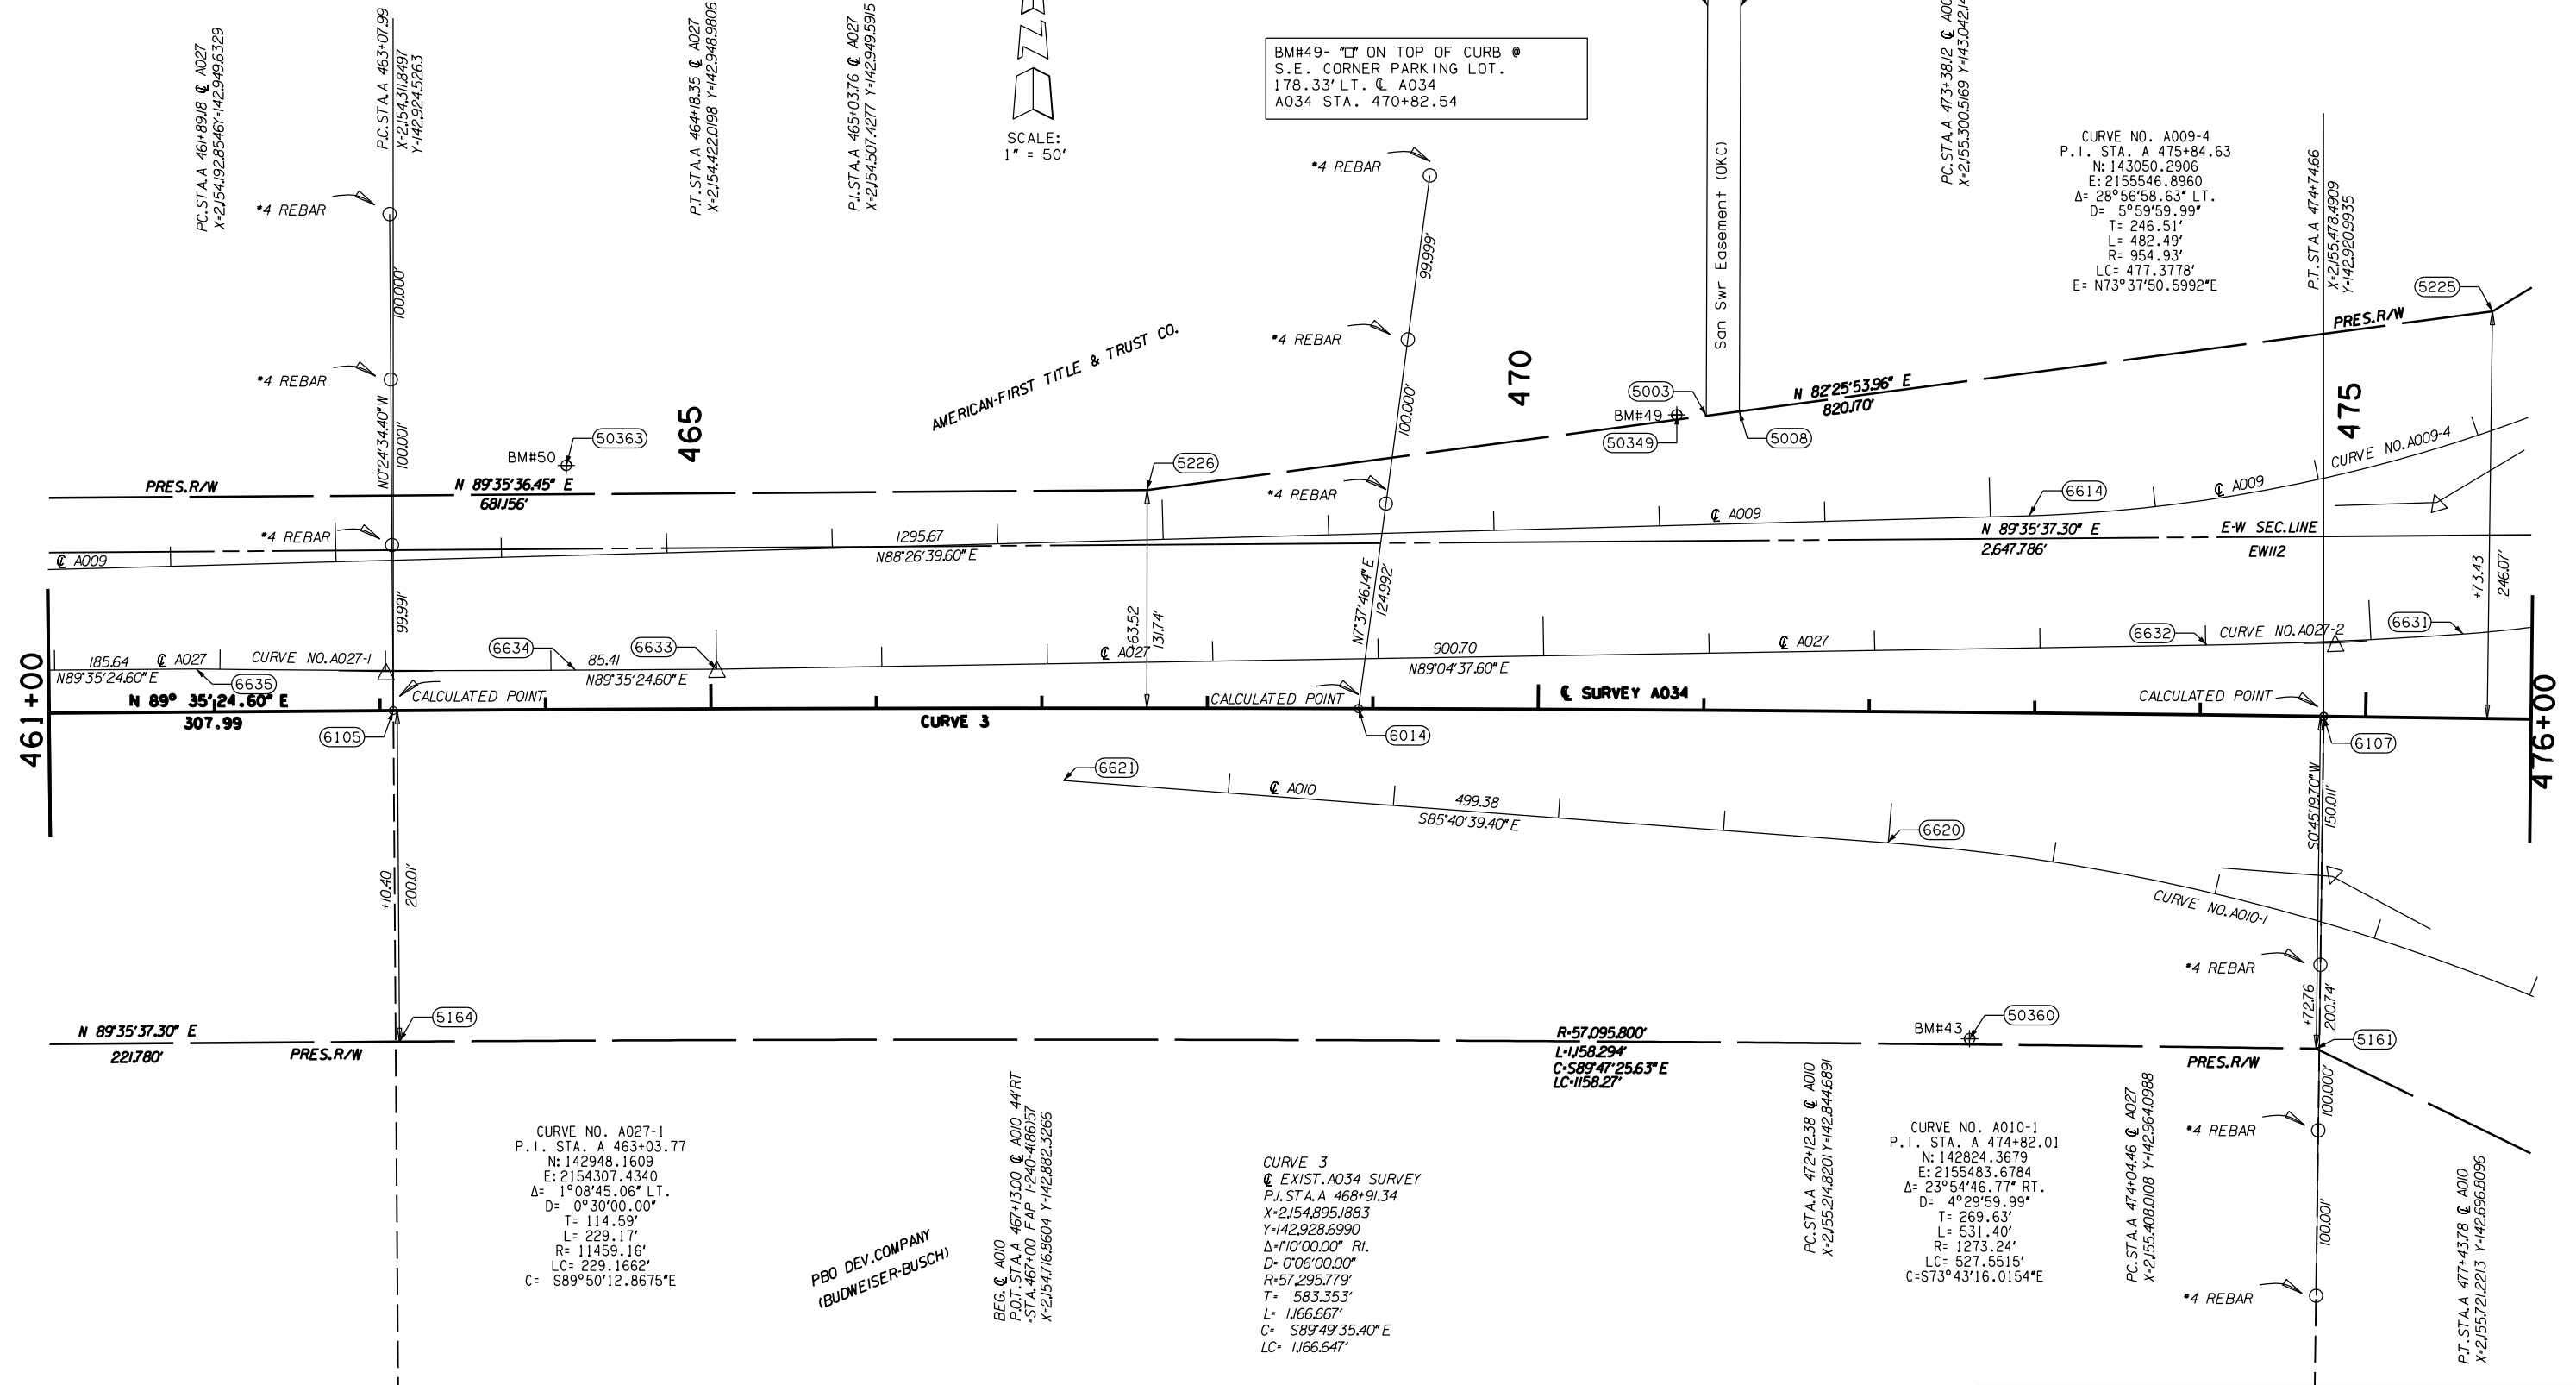 PC.STA.A 461+89.18 ℄ A027
X=2,154,192.8546Y=142,949.6329
P.C.STA.A 463+07.99
X=2,154,311.8497
Y=142,924.5263
P.T.STA.A 464+18.35 ℄ A027
X=2,154,422.0198 Y=142,948.9806
P.I.STA.A 465+03.76 ℄ A027
X=2,154,507.4277 Y=142,949.5915
SCALE:
1" = 50'
BM#49- "□" ON TOP OF CURB @
S.E. CORNER PARKING LOT.
178.33' LT. ℄ A034
A034 STA. 470+82.54
San Swr Easement (OKC)
PC.STA.A 473+38.12 ℄
X=2,155,300.5169
CURVE NO. A009-4
P.I. STA. A 475+84.63
N: 143050.2906
E: 2155546.8960
Δ= 28°56'58.63" LT.
D= 5°59'59.99"
T= 246.51'
L= 482.49'
R= 954.93'
LC= 477.3778'
E= N73°37'50.5992"E
P.T.STA.A 474+74.66
X=2,155,478.4909
Y=142,920.9935
#4 REBAR
100.000'
#4 REBAR
N0°24'34.40"W
100.001'
#4 REBAR
99.991'
#4 REBAR
99.999'
#4 REBAR
100.000'
#4 REBAR
N7°37'46.14"E
124.992'
AMERICAN-FIRST TITLE & TRUST CO.
465
470
475
BM#50
50363
5003
BM#49
50349
5008
N 82°25'53.96" E
820.170'
PRES.R/W
5225
PRES.R/W
N 89°35'36.45" E
681.156'
5226
CURVE NO.A009-4
6614
℄ A009
℄ A009
℄ A009
1295.67
N88°26'39.60"E
N 89°35'37.30" E
2,647.786'
E-W SEC.LINE
EW112
+73.43
246.07'
163.52
131.74'
185.64
℄ A027
CURVE NO.A027-1
N89°35'24.60"E
6635
6634
85.41
N89°35'24.60"E
6633
℄ A027
900.70
N89°04'37.60"E
℄ A027
6632
CURVE NO.A027-2
6631
461+00
N 89° 35'24.60" E
307.99
CALCULATED POINT
6105
CURVE 3
CALCULATED POINT
6014
℄ SURVEY A034
CALCULATED POINT
6107
476+00
6621
℄ A010
499.38
S85°40'39.40"E
6620
CURVE NO.A010-1
S0°45'19.70"W
150.011'
+10.40
200.01'
#4 REBAR
+72.76
200.74'
N 89°35'37.30" E
221.780'
PRES.R/W
5164
R=57,095.800'
L=1,158.294'
C=S89°47'25.63"E
LC=1158.27'
BM#43
50360
5161
PRES.R/W
100.000'
#4 REBAR
100.001'
#4 REBAR
CURVE NO. A027-1
P.I. STA. A 463+03.77
N: 142948.1609
E: 2154307.4340
Δ= 1°08'45.06" LT.
D= 0°30'00.00"
T= 114.59'
L= 229.17'
R= 11459.16'
LC= 229.1662'
C= S89°50'12.8675"E
PBO DEV.COMPANY
(BUDWEISER-BUSCH)
BEG.℄ A010
P.O.T.STA.A 467+13.00 ℄ A010 44'RT
=STA.467+00 FAP I-240-4(86)57
X=2,154,716.8604 Y=142,882.3266
CURVE 3
℄ EXIST.A034 SURVEY
P.I.STA.A 468+91.34
X=2,154,895.1883
Y=142,928.6990
Δ=1°10'00.00" Rt.
D= 0°06'00.00"
R=57,295.779'
T= 583.353'
L= 1,166.667'
C= S89°49'35.40"E
LC= 1,166.647'
PC.STA.A 472+12.38 ℄ A010
X=2,155,214.8201 Y=142,844.6891
CURVE NO. A010-1
P.I. STA. A 474+82.01
N: 142824.3679
E: 2155483.6784
Δ= 23°54'46.77" RT.
D= 4°29'59.99"
T= 269.63'
L= 531.40'
R= 1273.24'
LC= 527.5515'
C=S73°43'16.0154"E
PC.STA.A 474+04.46 ℄ A027
X=2,155,408.0108 Y=142,964.0988
P.T.STA.A 477+43.78 ℄ A010
X=2,155,721.2213 Y=142,696.8096